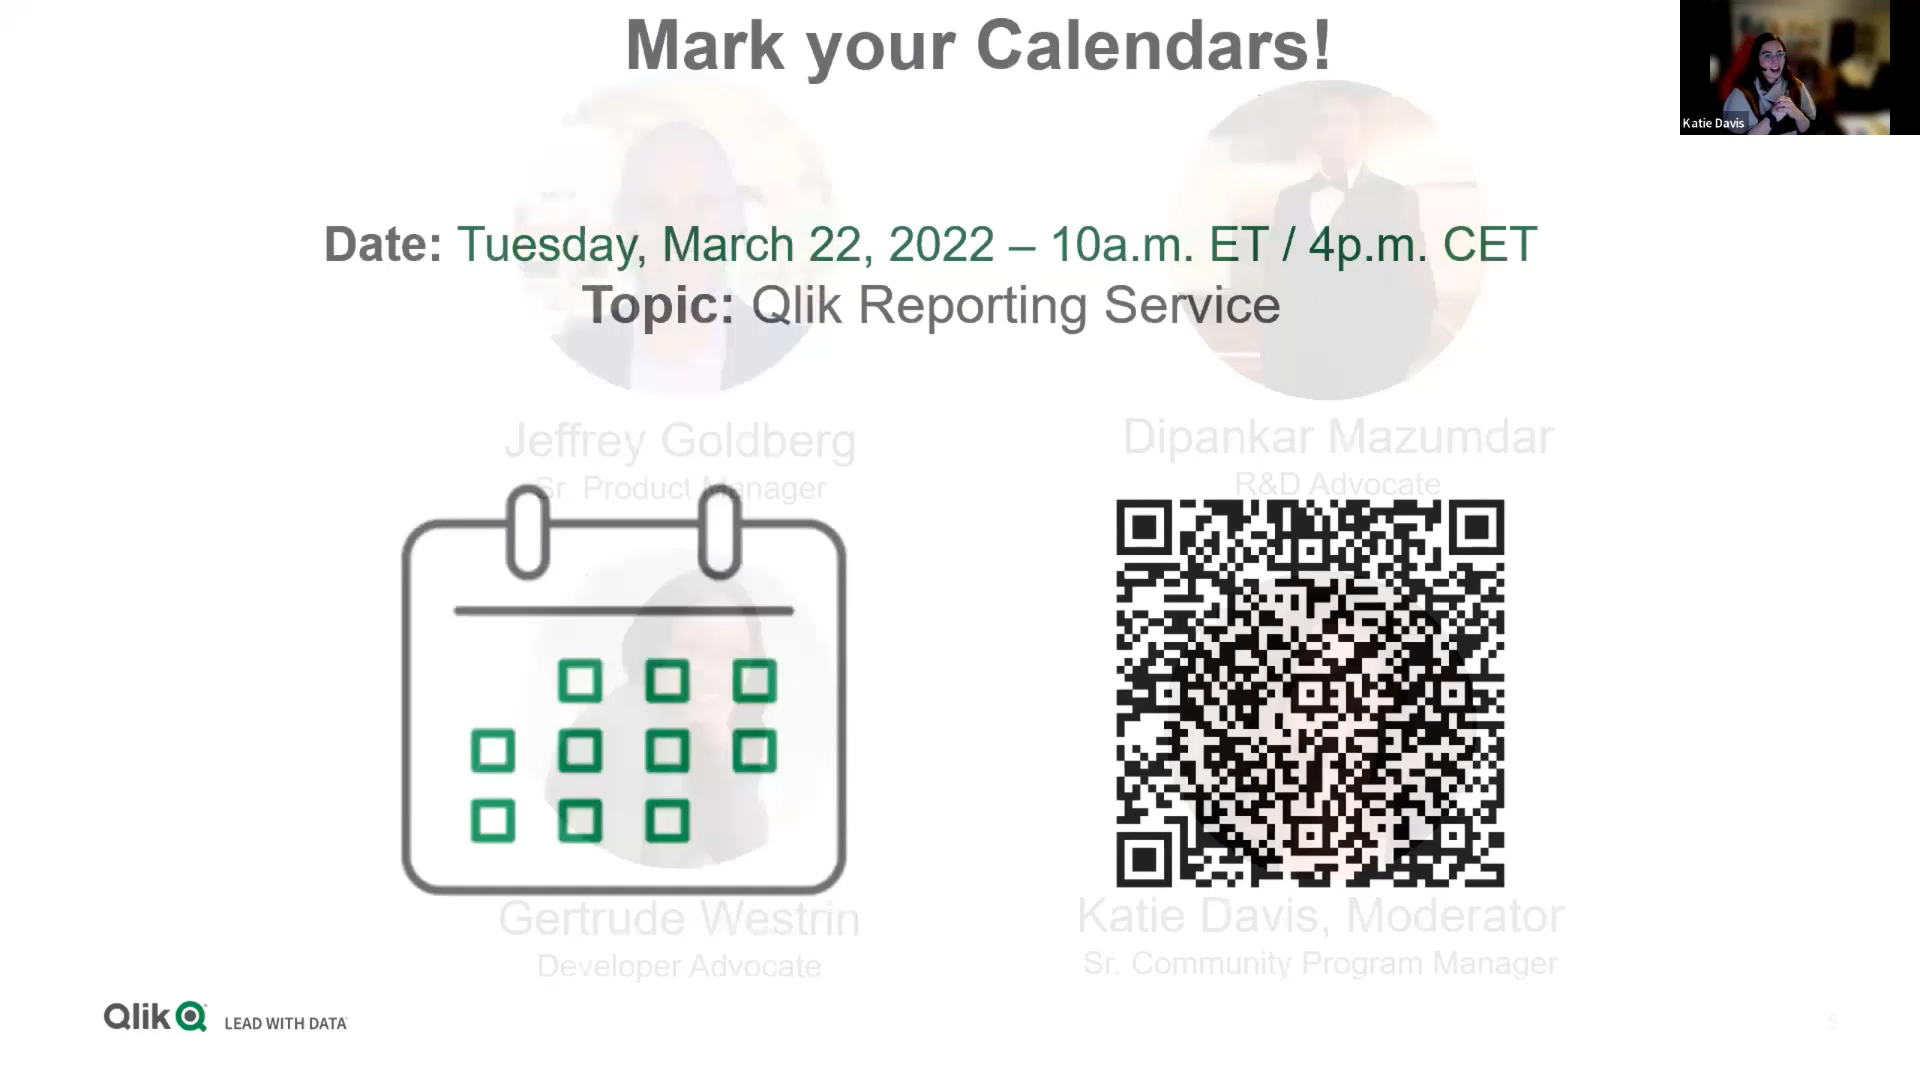 Mark your Calendars!
Katie Davis
Date: Tuesday, March 22, 2022 – 10a.m. ET / 4p.m. CET
Topic: Qlik Reporting Service
Jeffrey Goldberg
Sr. Product Manager
Dipankar Mazumdar
R&D Advocate
Gertrude Westrin
Developer Advocate
Katie Davis, Moderator
Sr. Community Program Manager
Qlik LEAD WITH DATA
5